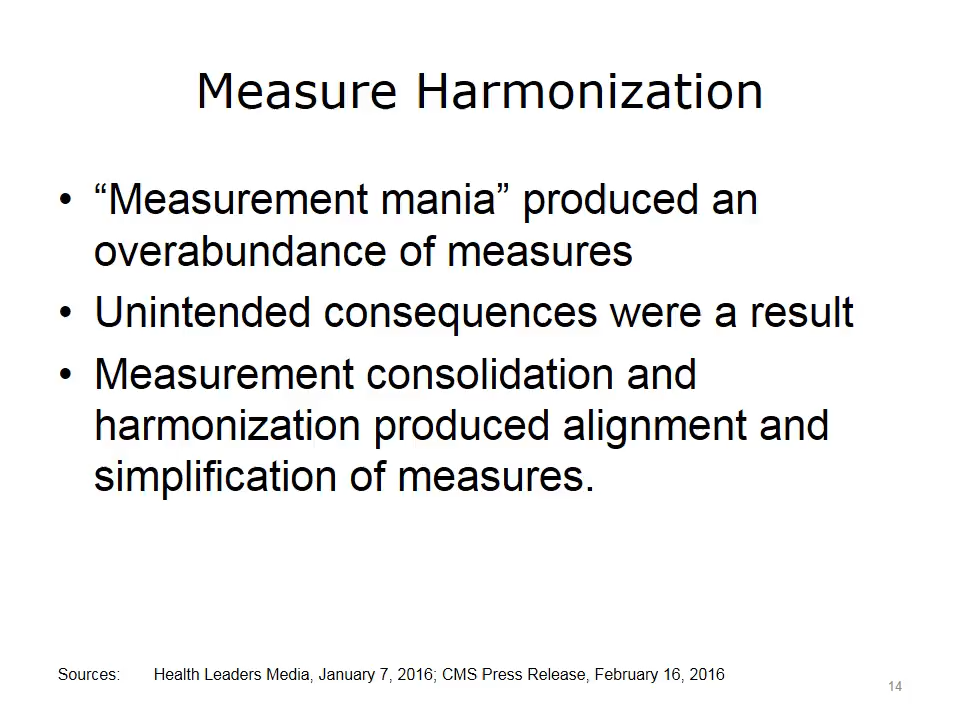 Measure Harmonization
• “Measurement mania” produced an
overabundance of measures
• Unintended consequences were a result
• Measurement consolidation and
harmonization produced alignment and
simplification of measures.
Sources: Health Leaders Media, January 7, 2016; CMS Press Release, February 16, 2016
14